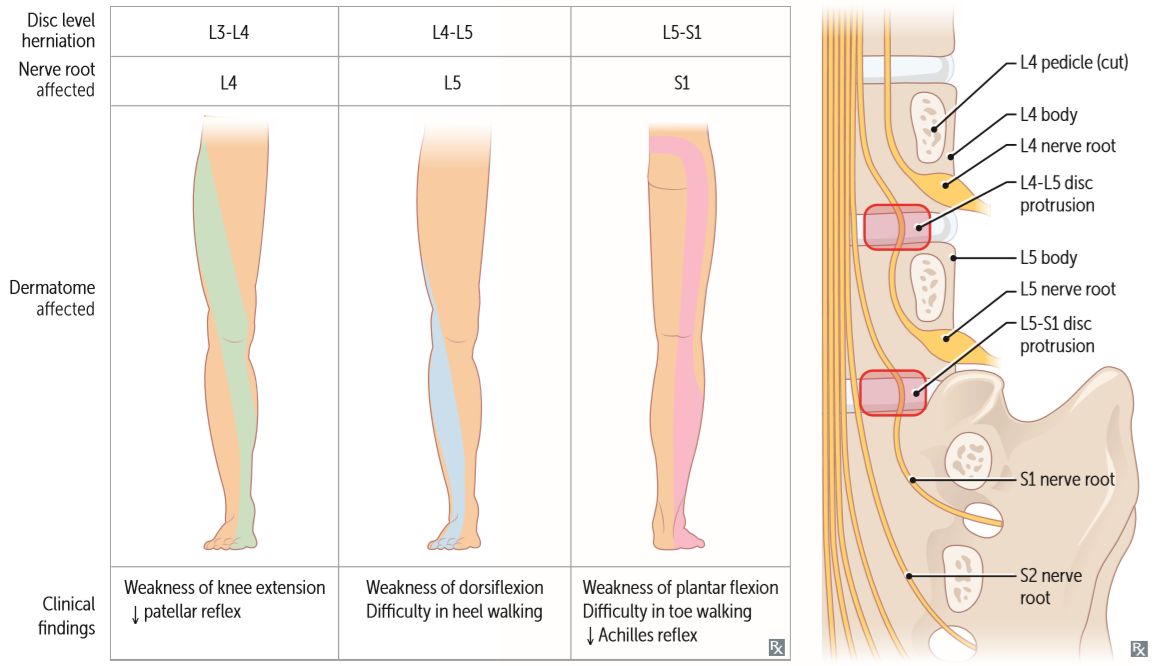 Disc level
herniation
L3-L4
L4-L5
L5-S1
Nerve root
affected
L4
L5
S1
Dermatome
affected
Clinical
findings
Weakness of knee extension
↓ patellar reflex
Weakness of dorsiflexion
Difficulty in heel walking
Weakness of plantar flexion
Difficulty in toe walking
↓ Achilles reflex
Rx
L4 pedicle (cut)
L4 body
L4 nerve root
L4-L5 disc
protrusion
L5 body
L5 nerve root
L5-S1 disc
protrusion
S1 nerve root
S2 nerve
root
Rx